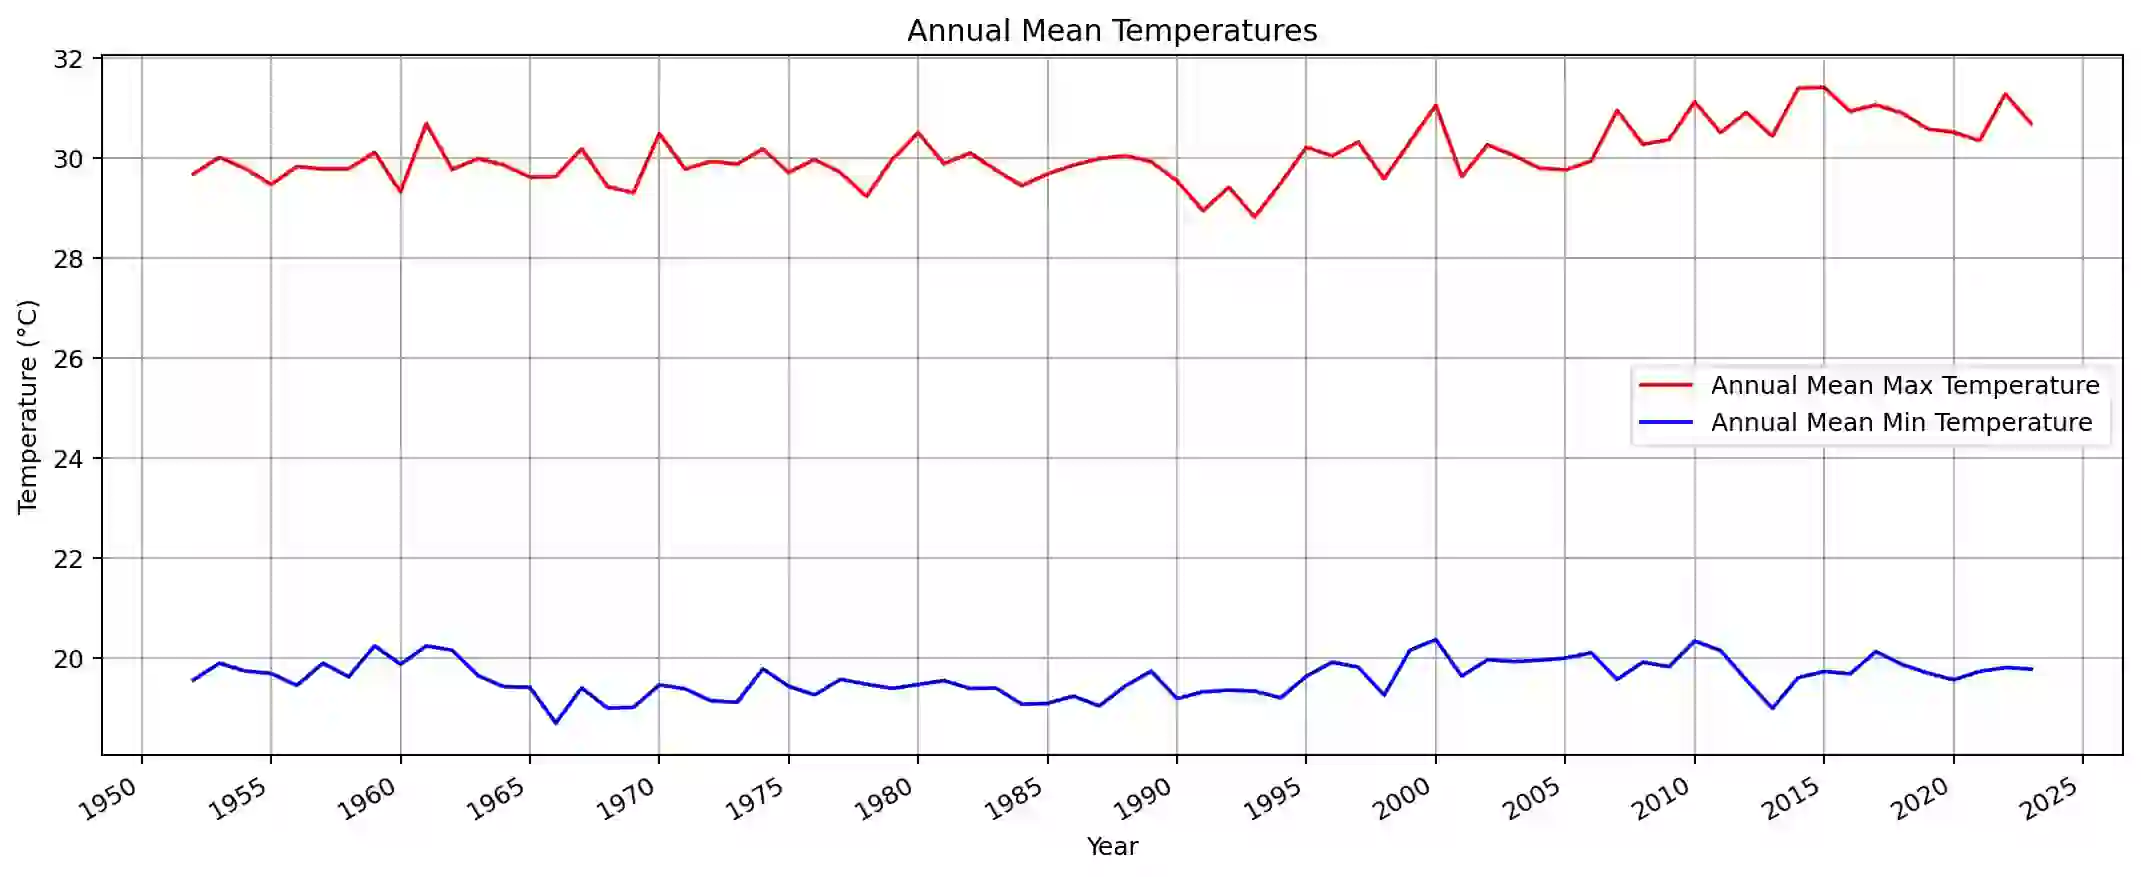 Annual Mean Temperatures
32
30
28
26
24
22
20
Temperature (°C)
Annual Mean Max Temperature
Annual Mean Min Temperature
1950 1955 1960 1965 1970 1975 1980 1985 1990 1995 2000 2005 2010 2015 2020 2025
Year